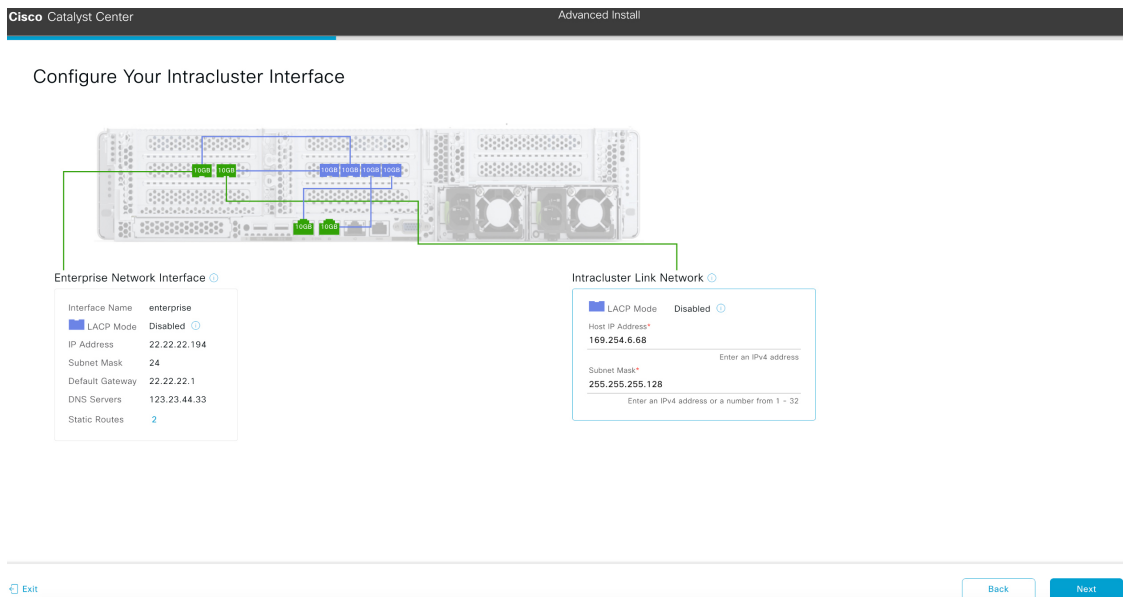 Cisco Catalyst Center
Advanced Install
Configure Your Intracluster Interface
10GB 10GB 10GB 10GB 10GB 10GB
10GB 10GB
Enterprise Network Interface
Interface Name enterprise
LACP Mode Disabled
IP Address 22.22.22.194
Subnet Mask 24
Default Gateway 22.22.22.1
DNS Servers 123.23.44.33
Static Routes 2
Intracluster Link Network
LACP Mode Disabled
Host IP Address*
169.254.6.68
Enter an IPv4 address
Subnet Mask*
255.255.255.128
Enter an IPv4 address or a number from 1 - 32
Exit
Back
Next